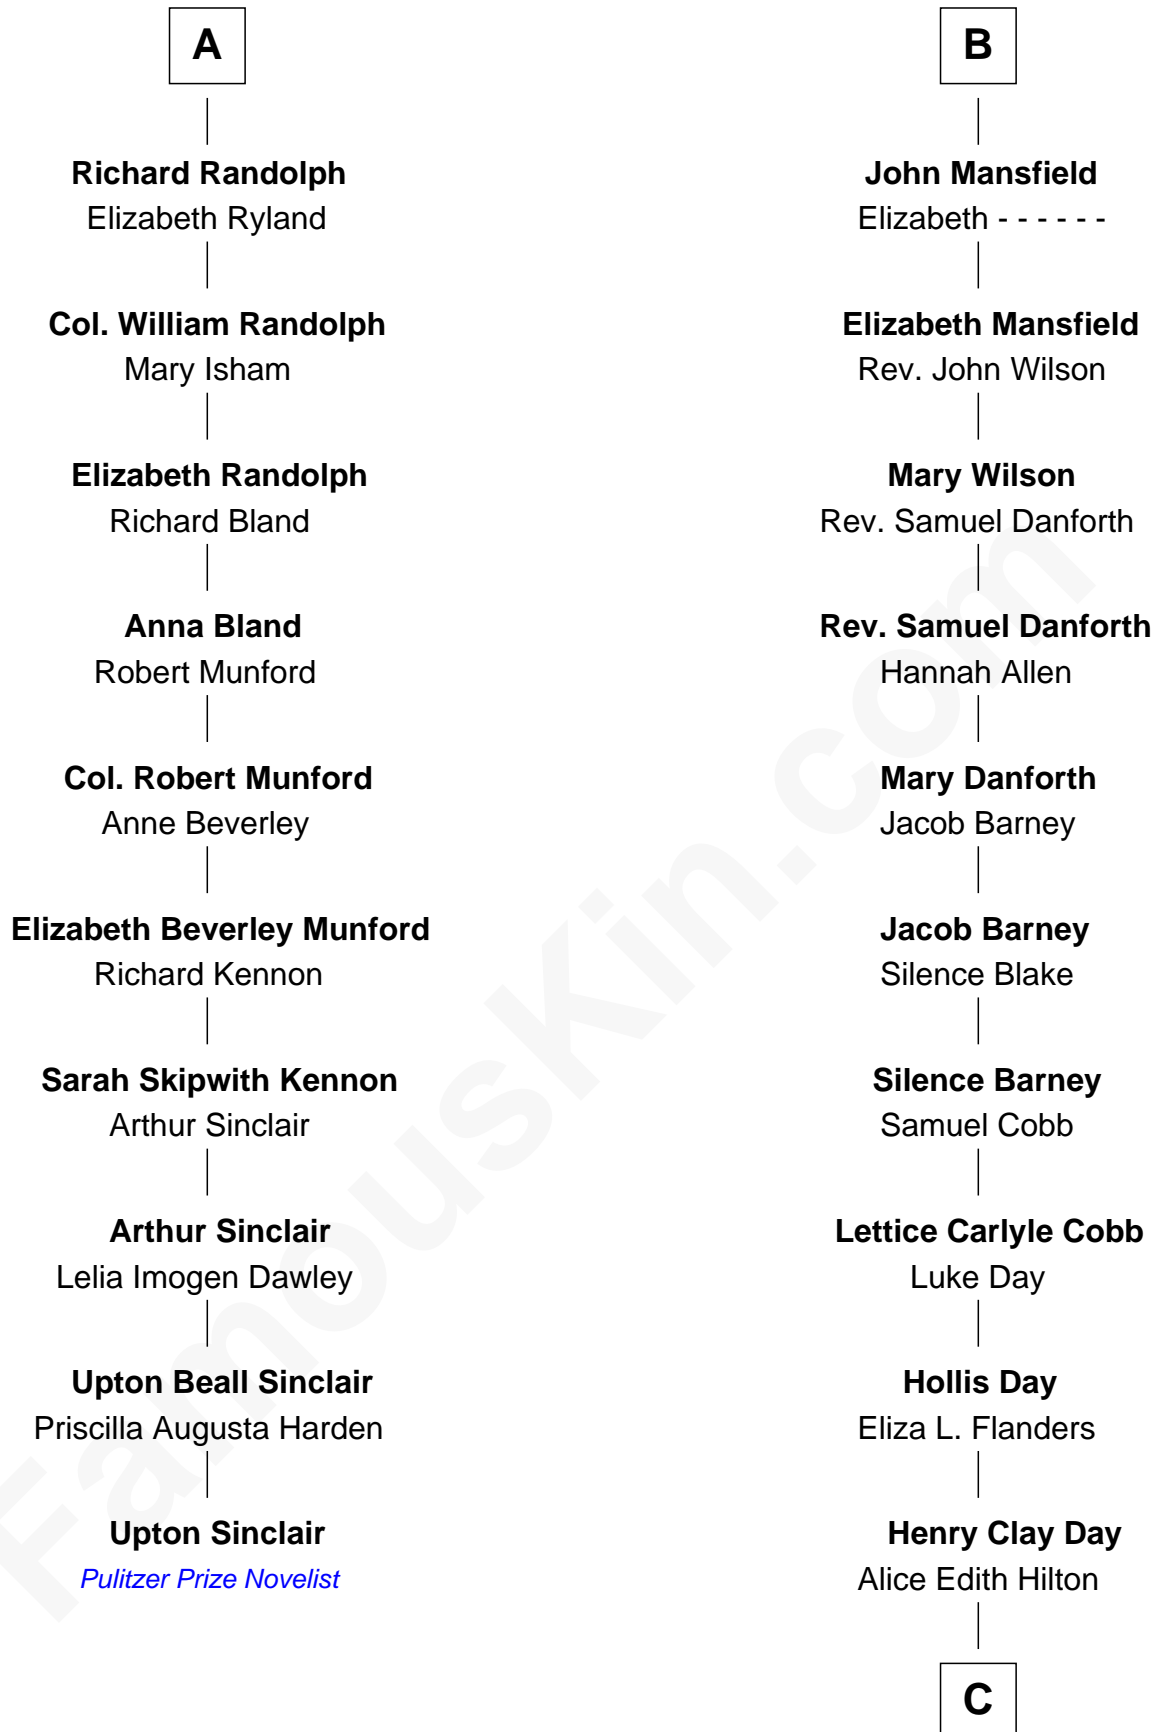 A
Richard Randolph
Elizabeth Ryland
Col. William Randolph
Mary Isham
Elizabeth Randolph
Richard Bland
Anna Bland
Robert Munford
Col. Robert Munford
Anne Beverley
Elizabeth Beverley Munford
Richard Kennon
Sarah Skipwith Kennon
Arthur Sinclair
Arthur Sinclair
Lelia Imogen Dawley
Upton Beall Sinclair
Priscilla Augusta Harden
Upton Sinclair
Pulitzer Prize Novelist
B
John Mansfield
Elizabeth - - - - - -
Elizabeth Mansfield
Rev. John Wilson
Mary Wilson
Rev. Samuel Danforth
Rev. Samuel Danforth
Hannah Allen
Mary Danforth
Jacob Barney
Jacob Barney
Silence Blake
Silence Barney
Samuel Cobb
Lettice Carlyle Cobb
Luke Day
Hollis Day
Eliza L. Flanders
Henry Clay Day
Alice Edith Hilton
C
FamousKin.com